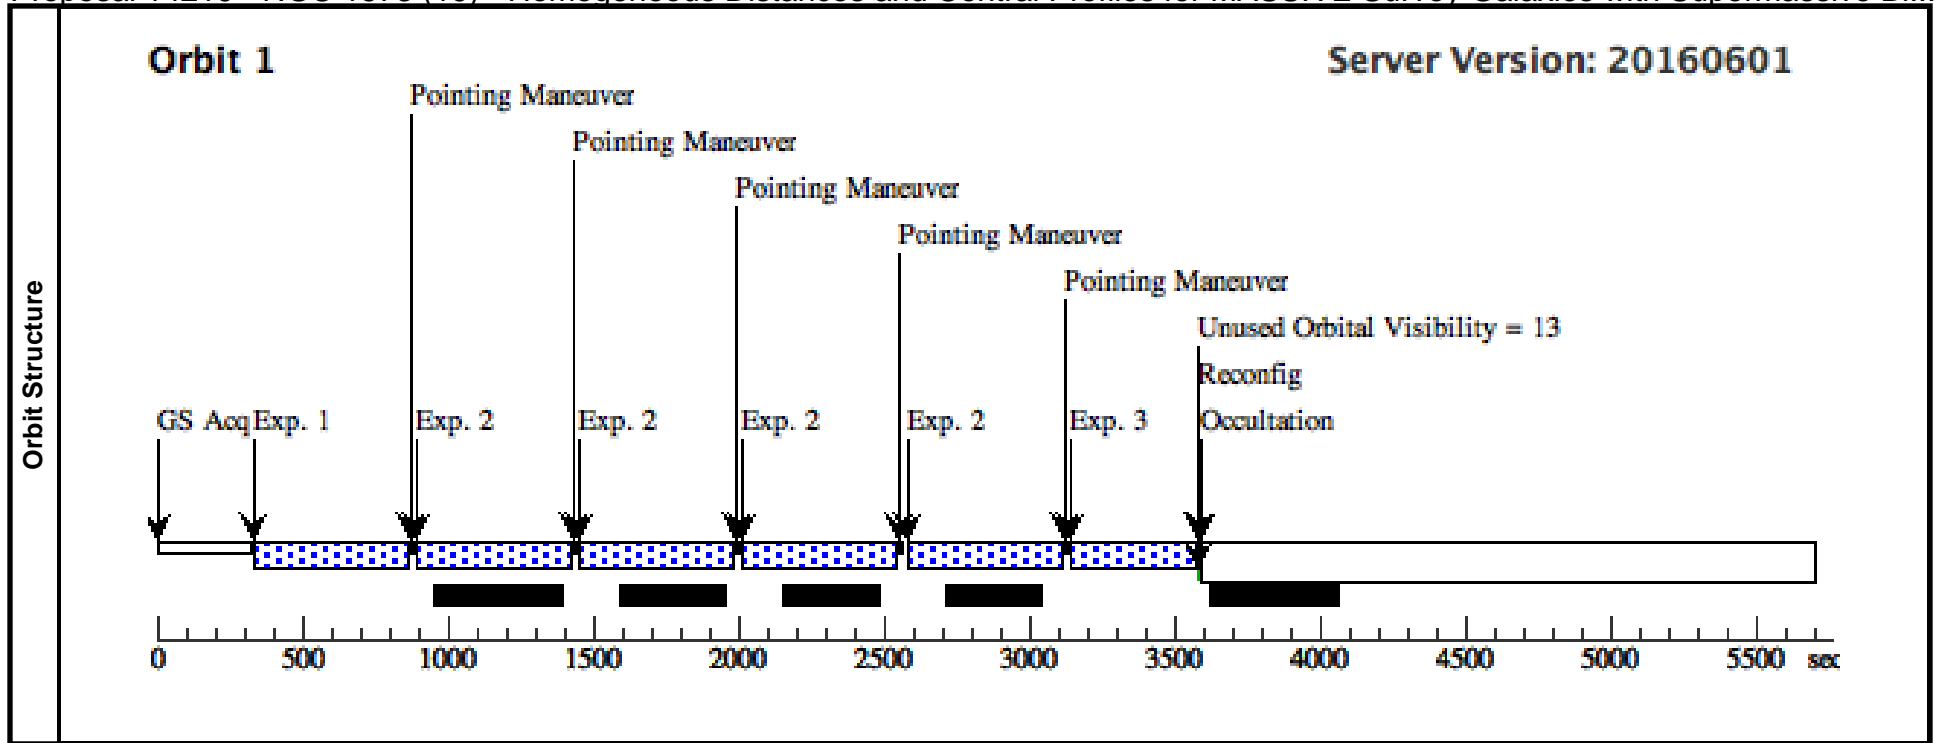 Orbit Structure
Orbit 1
Server Version: 20160601
Pointing Maneuver
Pointing Maneuver
Pointing Maneuver
Pointing Maneuver
Pointing Maneuver
Unused Orbital Visibility = 13
Reconfig
GS Acq Exp. 1 Exp. 2 Exp. 2 Exp. 2 Exp. 2 Exp. 3 Occultation
0 500 1000 1500 2000 2500 3000 3500 4000 4500 5000 5500 sec